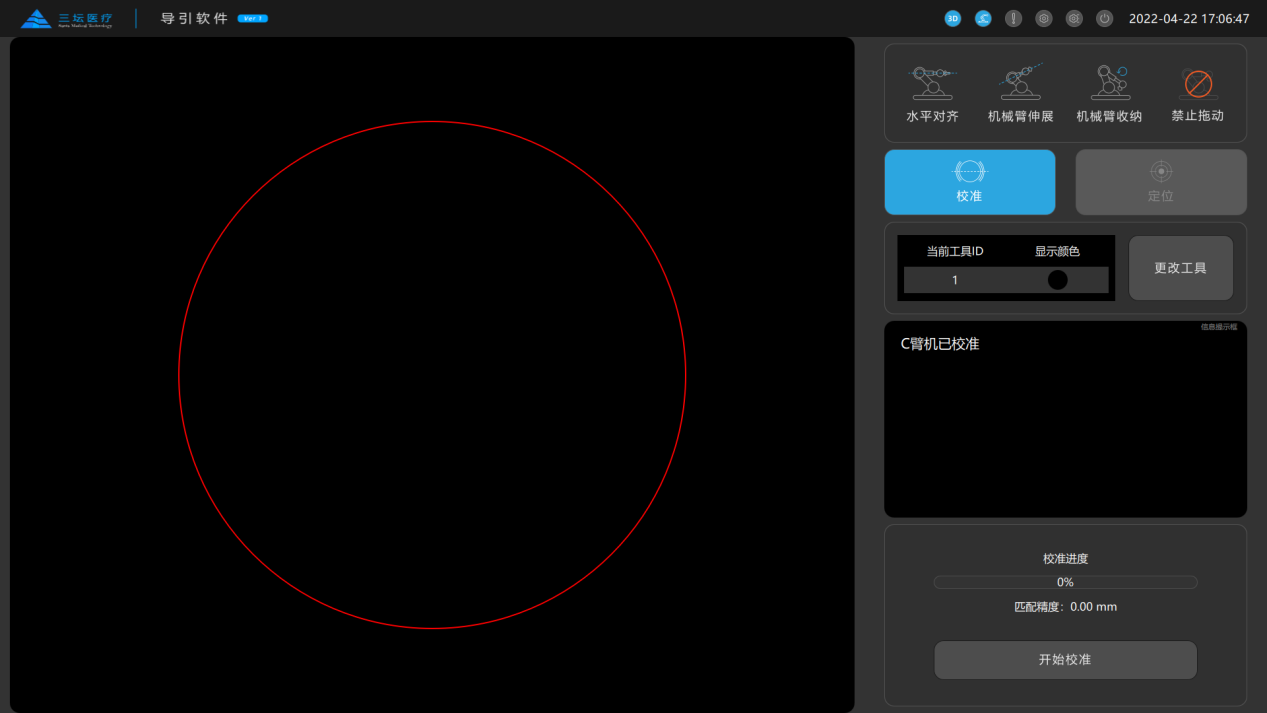 三坛医疗
Santa Medical Technology
导引软件
Ver 1
3D
2022-04-22 17:06:47
水平对齐
机械臂伸展
机械臂收纳
禁止拖动
校准
定位
当前工具ID
显示颜色
更改工具
1
信息提示框
C臂机已校准
校准进度
0%
匹配精度：0.00 mm
开始校准